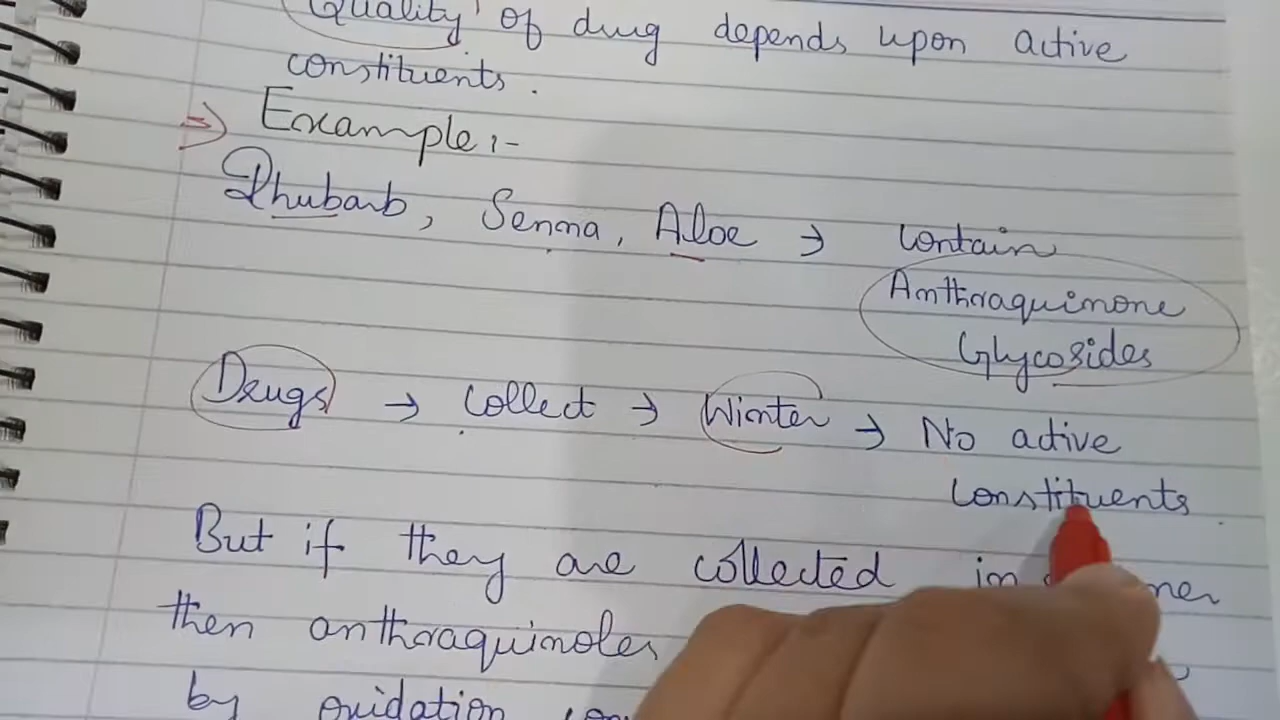 Quality of drug depends upon active
constituents.
⇒ Example:-
Rhubarb, Senna, Aloe → contain
Anthraquinone
Glycosides
Drugs → collect → Winter → No active
constituents.
But if they are collected in
then anthraquinoles
by oxidation